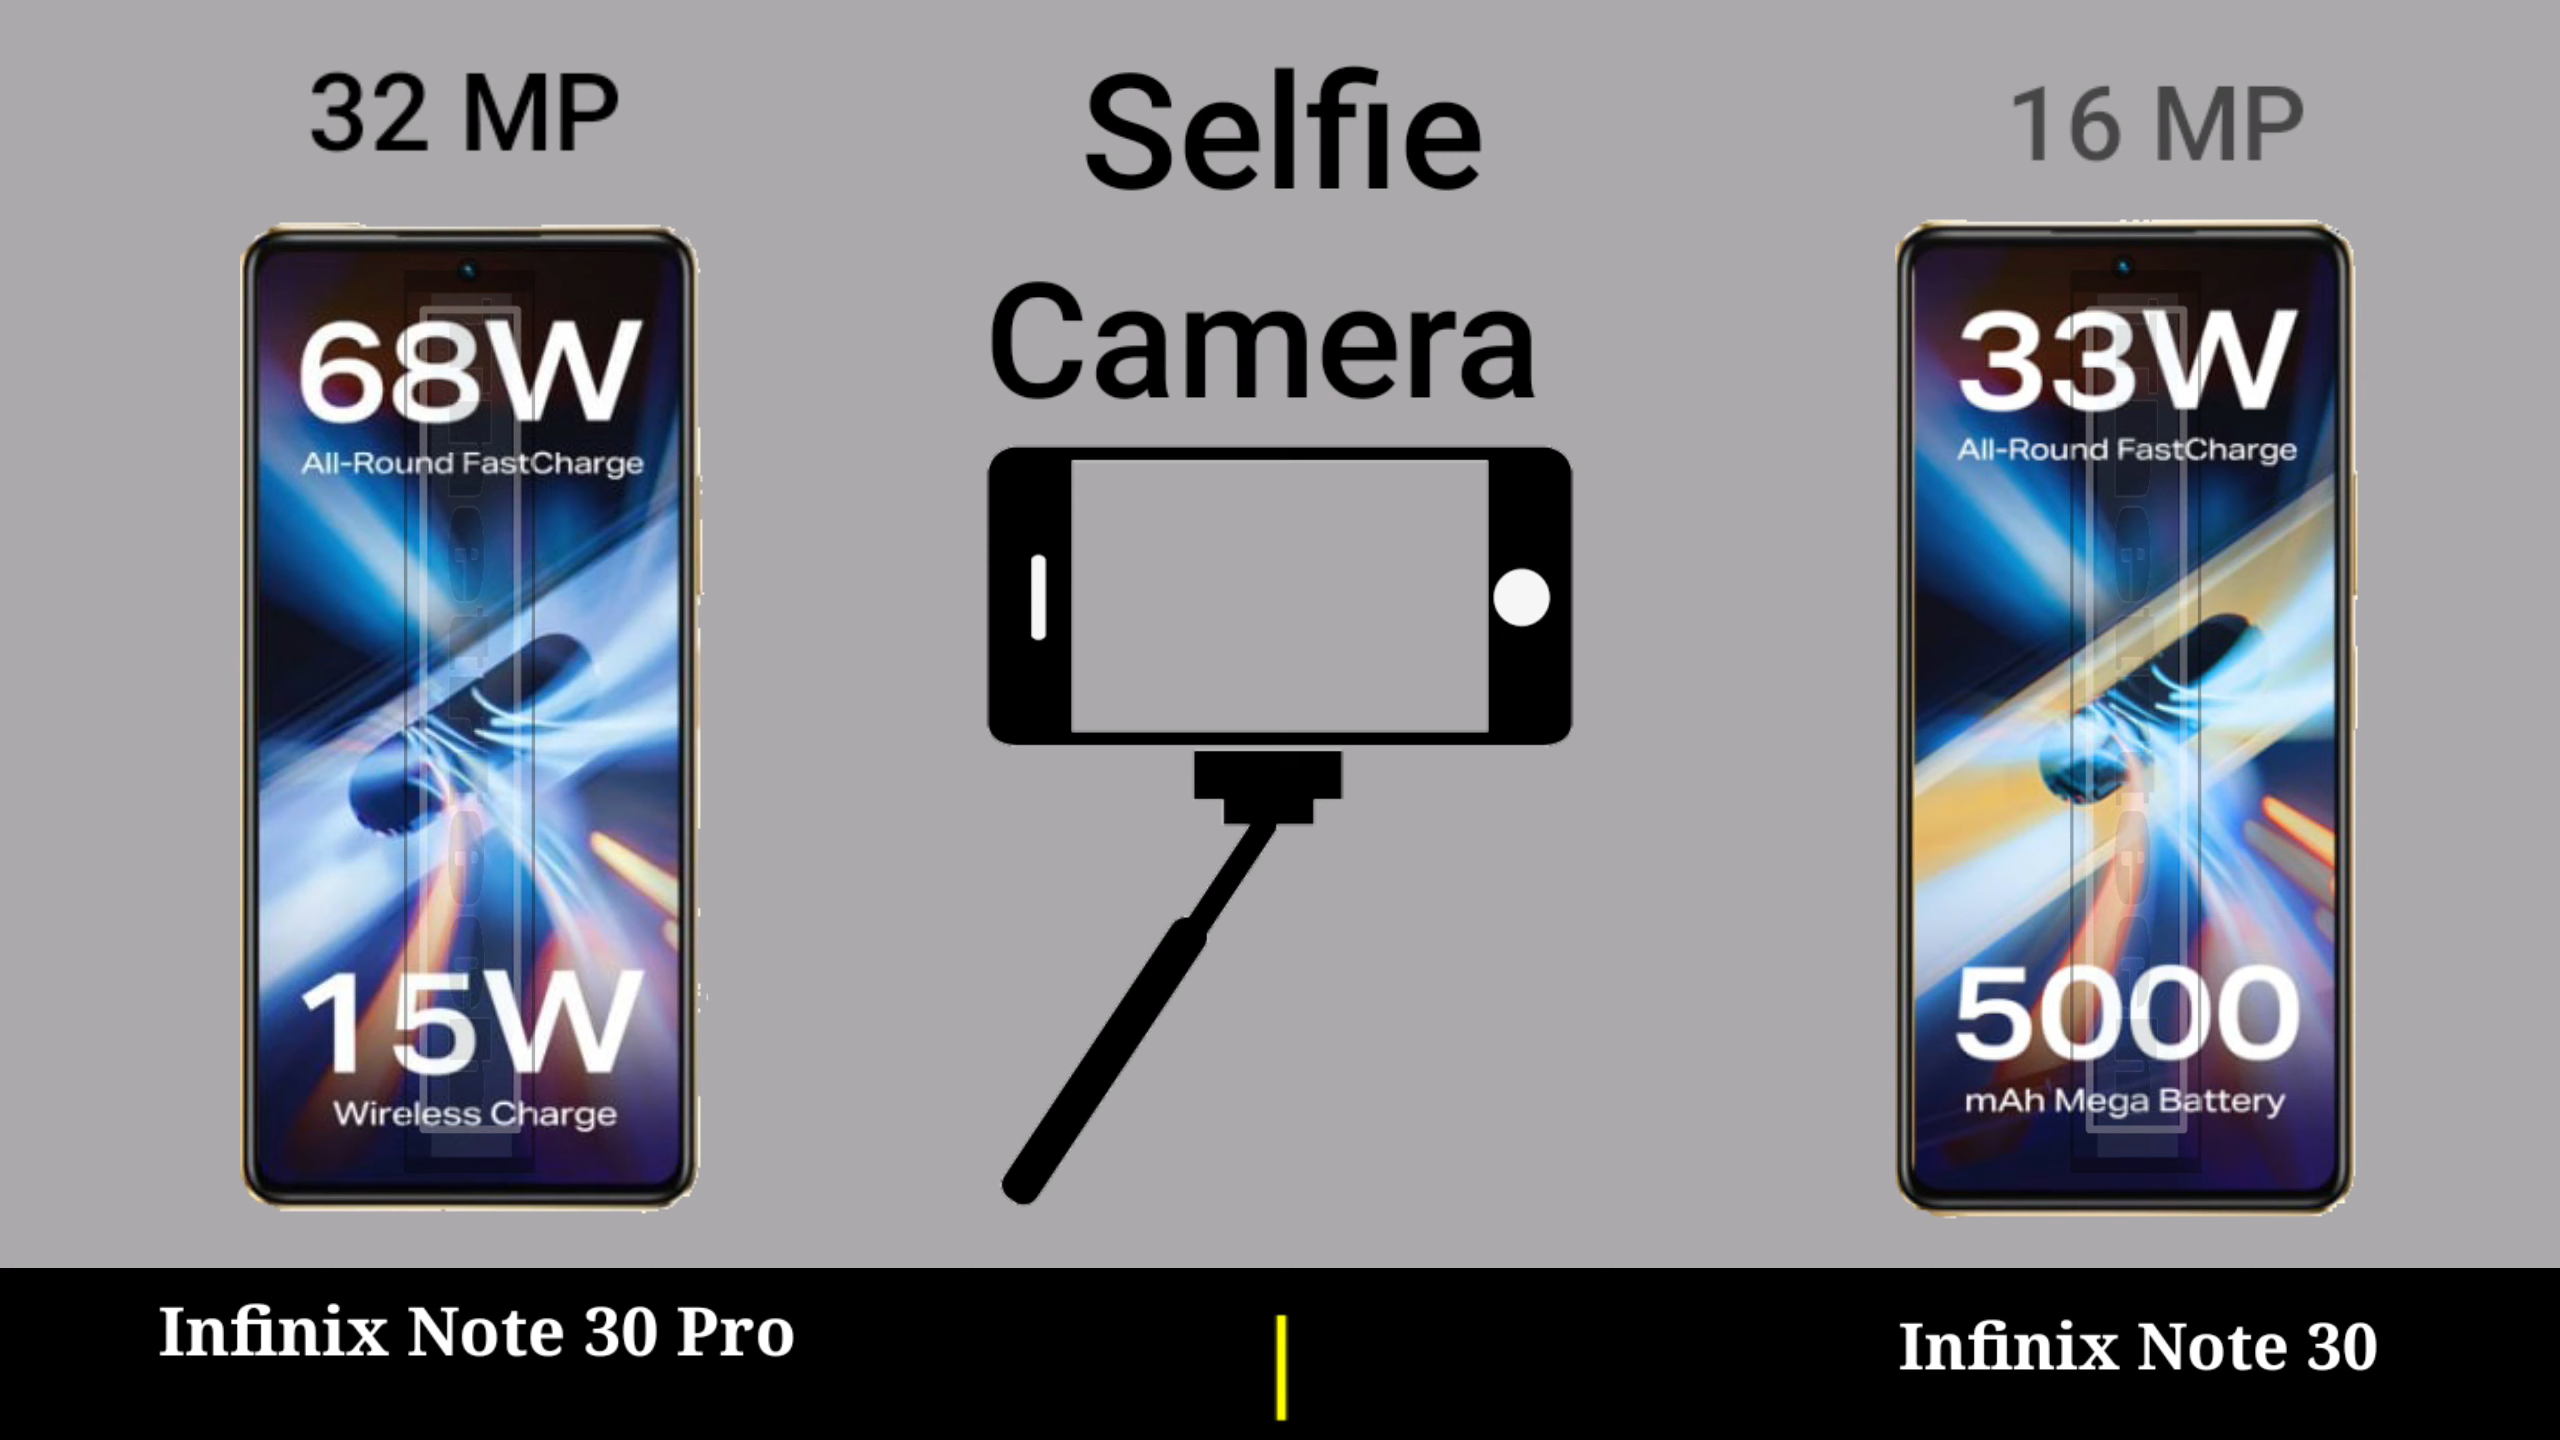 32 MP
Selfie
Camera
16 MP
68W
All-Round FastCharge
15W
Wireless Charge
33W
All-Round FastCharge
5000
mAh Mega Battery
Infinix Note 30 Pro
Infinix Note 30